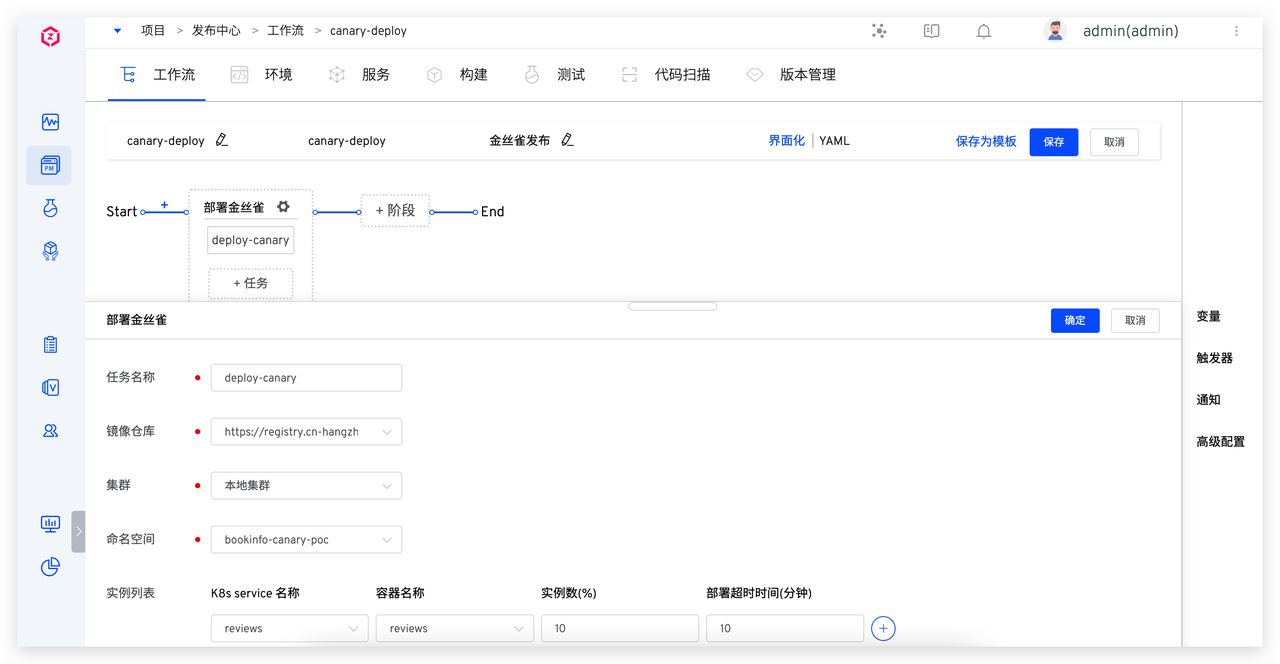 项目 > 发布中心 > 工作流 > canary-deploy admin(admin)
工作流 环境 服务 构建 测试 代码扫描 版本管理
canary-deploy canary-deploy 金丝雀发布 界面化 | YAML 保存为模板 保存 取消
Start + 部署金丝雀 + 阶段 End
deploy-canary
+ 任务
部署金丝雀 确定 取消
变量
触发器
通知
高级配置
任务名称 deploy-canary
镜像仓库 https://registry.cn-hangzh
集群 本地集群
命名空间 bookinfo-canary-poc
实例列表 K8s service 名称 容器名称 实例数(%) 部署超时时间(分钟)
reviews reviews 10 10
PM
V